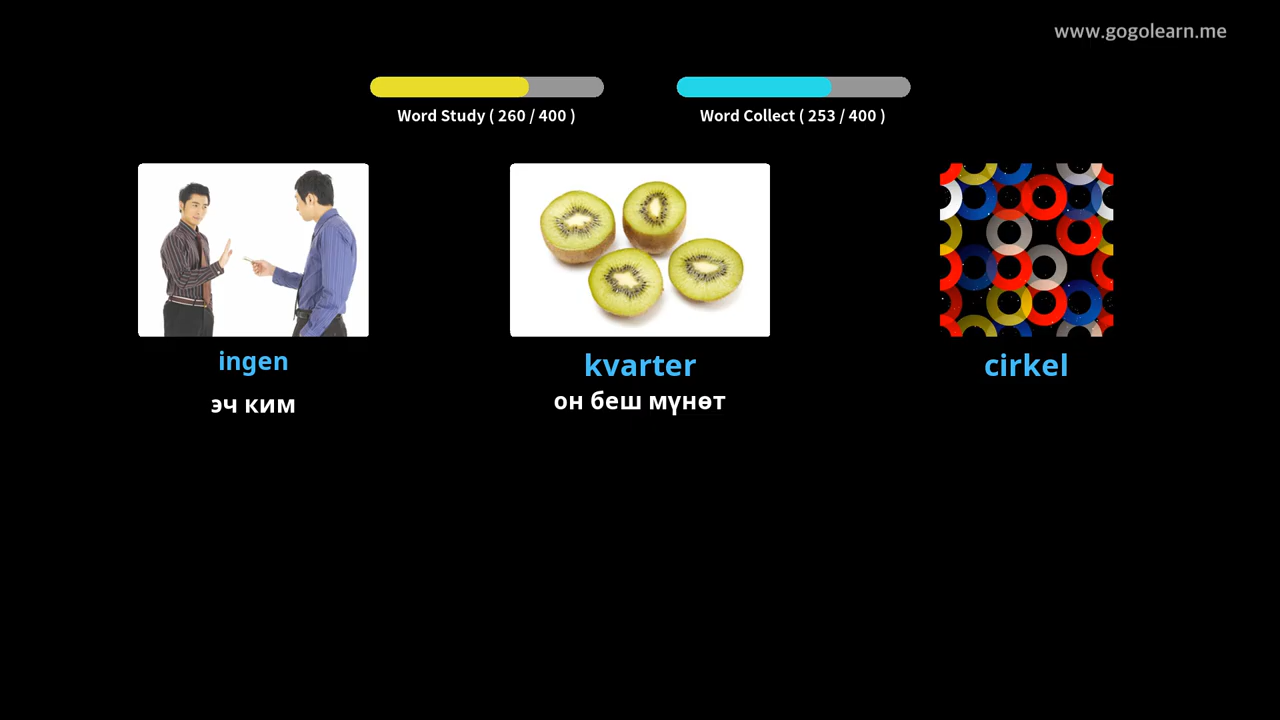 www.gogolearn.me
Word Study ( 260 / 400 )
Word Collect ( 253 / 400 )
ingen
kvarter
cirkel
эч ким
он беш мүнөт